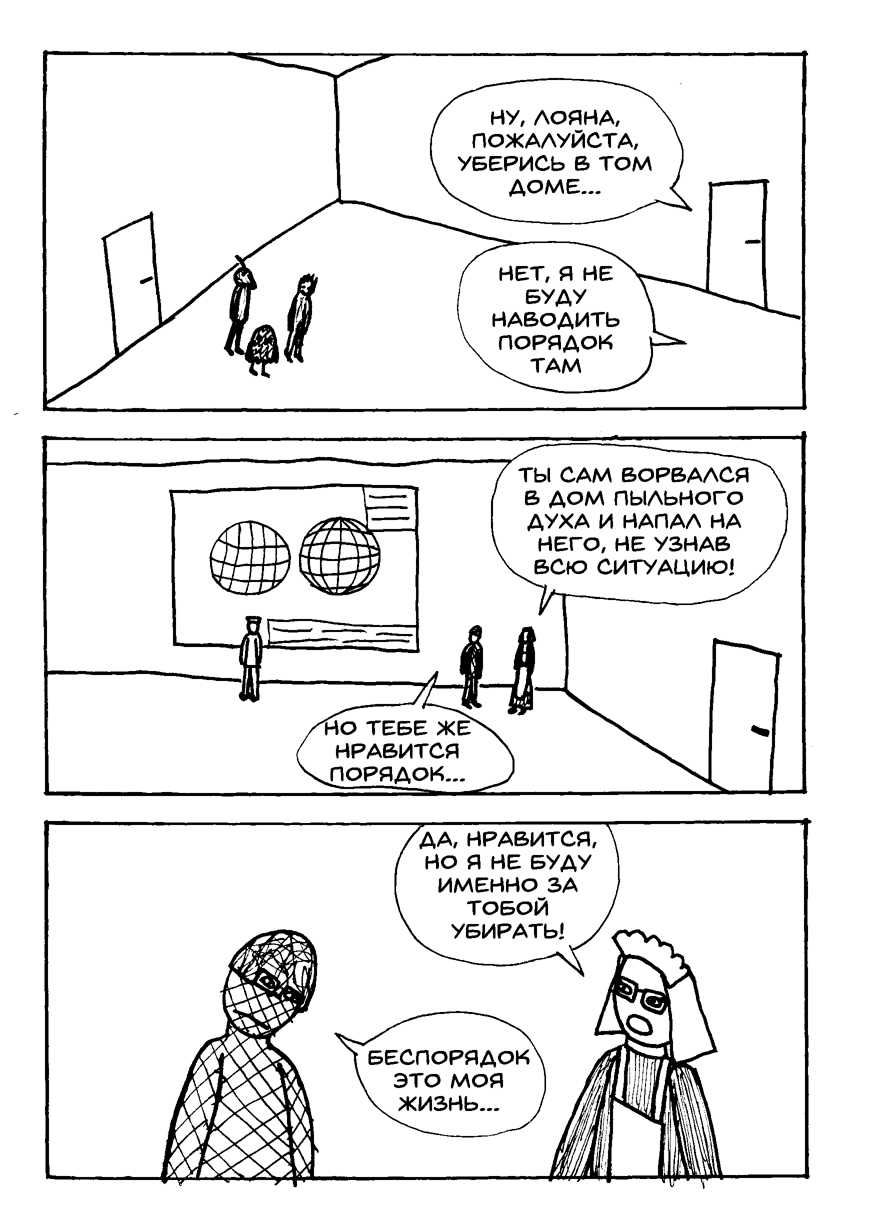 НУ, ЛОЯНА,
ПОЖАЛУЙСТА,
УБЕРИСЬ В ТОМ
ДОМЕ...
НЕТ, Я НЕ
БУДУ
НАВОДИТЬ
ПОРЯДОК
ТАМ
ТЫ САМ ВОРВАЛСЯ
В ДОМ ПЫЛЬНОГО
ДУХА И НАПАЛ НА
НЕГО, НЕ УЗНАВ
ВСЮ СИТУАЦИЮ!
НО ТЕБЕ ЖЕ
НРАВИТСЯ
ПОРЯДОК...
ДА, НРАВИТСЯ,
НО Я НЕ БУДУ
ИМЕННО ЗА
ТОБОЙ
УБИРАТЬ!
БЕСПОРЯДОК
ЭТО МОЯ
ЖИЗНЬ...